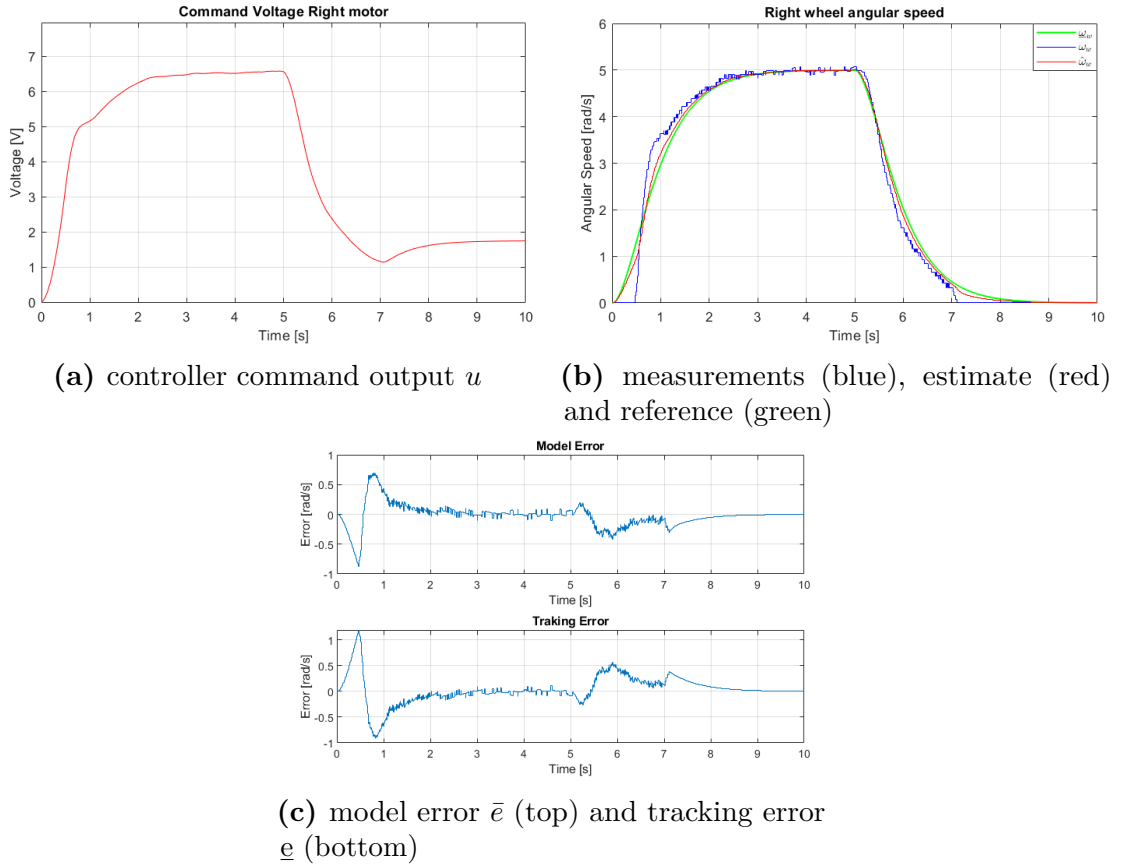 Command Voltage Right motor
7
6
5
4
3
2
1
0
Voltage [V]
0 1 2 3 4 5 6 7 8 9 10
Time [s]
(a) controller command output u
Right wheel angular speed
6
5
4
3
2
1
0
Angular Speed [rad/s]
0 1 2 3 4 5 6 7 8 9 10
Time [s]
ω̲_w
ω_w
ω̂_w
(b) measurements (blue), estimate (red)
and reference (green)
Model Error
1
0.5
0
-0.5
-1
Error [rad/s]
0 1 2 3 4 5 6 7 8 9 10
Time [s]
Traking Error
1
0.5
0
-0.5
-1
Error [rad/s]
0 1 2 3 4 5 6 7 8 9 10
Time [s]
(c) model error ē (top) and tracking error
e̲ (bottom)